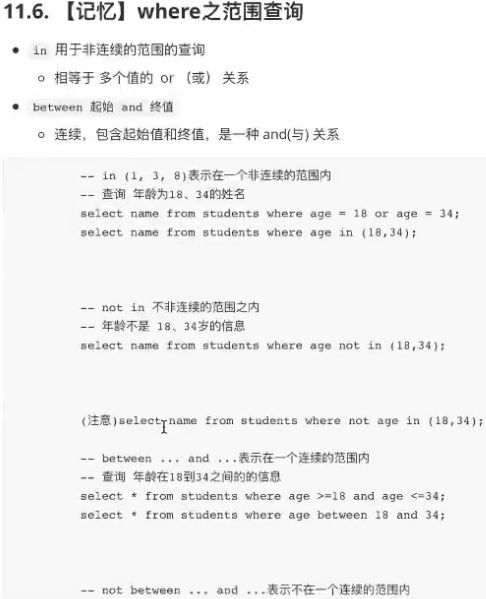 11.6. 【记忆】where之范围查询
in 用于非连续的范围的查询
相等于 多个值的 or （或） 关系
between 起始 and 终值
连续，包含起始值和终值，是一种 and(与) 关系
-- in (1, 3, 8)表示在一个非连续的范围内
-- 查询 年龄为18、34的姓名
select name from students where age = 18 or age = 34;
select name from students where age in (18,34);
-- not in 不非连续的范围之内
-- 年龄不是 18、34岁的信息
select name from students where age not in (18,34);
(注意)select name from students where not age in (18,34);
-- between ... and ...表示在一个连续的范围内
-- 查询 年龄在18到34之间的的信息
select * from students where age >=18 and age <=34;
select * from students where age between 18 and 34;
-- not between ... and ...表示不在一个连续的范围内